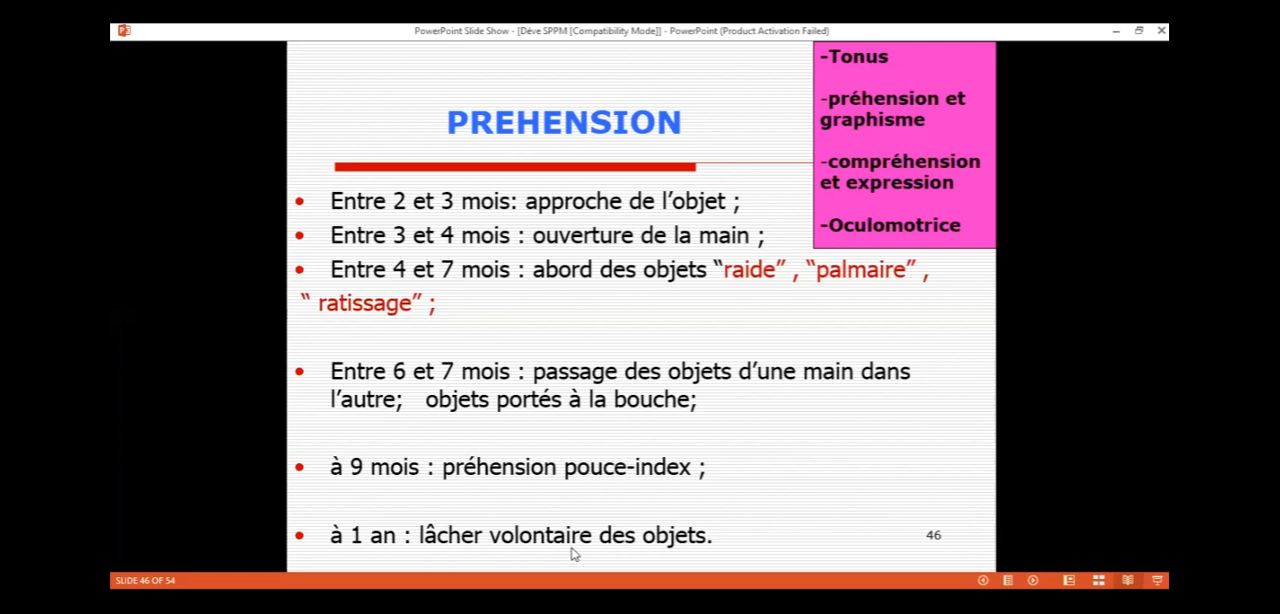 PowerPoint Slide Show - [Déve SPPM [Compatibility Mode]] - PowerPoint (Product Activation Failed)
-Tonus
-préhension et
graphisme
-compréhension
et expression
-Oculomotrice
PREHENSION
• Entre 2 et 3 mois: approche de l’objet ;
• Entre 3 et 4 mois : ouverture de la main ;
• Entre 4 et 7 mois : abord des objets “raide” , “palmaire” ,
“ ratissage” ;
• Entre 6 et 7 mois : passage des objets d’une main dans
l’autre; objets portés à la bouche;
• à 9 mois : préhension pouce-index ;
• à 1 an : lâcher volontaire des objets.
46
SLIDE 46 OF 54